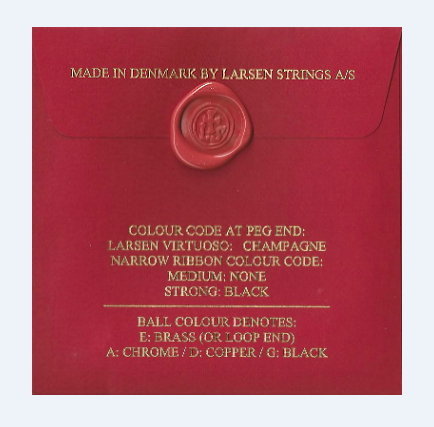 MADE IN DENMARK BY LARSEN STRINGS A/S
COLOUR CODE AT PEG END:
LARSEN VIRTUOSO: CHAMPAGNE
NARROW RIBBON COLOUR CODE:
MEDIUM: NONE
STRONG: BLACK
BALL COLOUR DENOTES:
E: BRASS (OR LOOP END)
A: CHROME / D: COPPER / G: BLACK